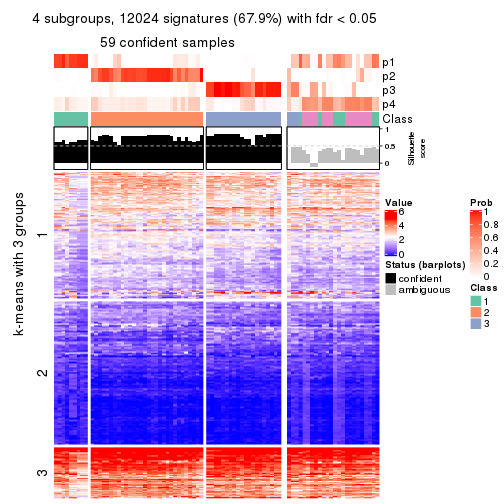 4 subgroups, 12024 signatures (67.9%) with fdr < 0.05
59 confident samples
p1
p2
p3
p4
Class
1
0.5
0
Silhouette
score
k-means with 3 groups
1
2
3
Value
6
4
2
0
Status (barplots)
confident
ambiguous
Prob
1
0.8
0.6
0.4
0.2
0
Class
1
2
3